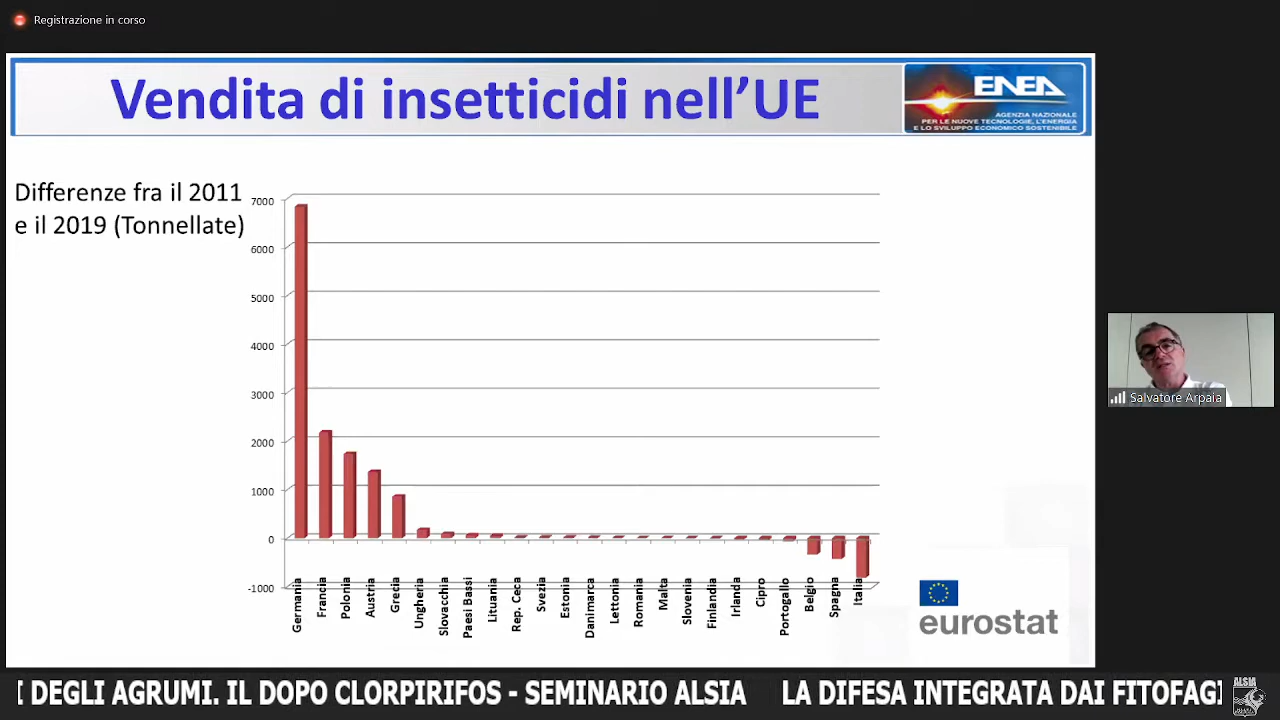 Registrazione in corso
Vendita di insetticidi nell’UE
ENEA
AGENZIA NAZIONALE
PER LE NUOVE TECNOLOGIE, L'ENERGIA
E LO SVILUPPO ECONOMICO SOSTENIBILE
Differenze fra il 2011
e il 2019 (Tonnellate)
7000
6000
5000
4000
3000
2000
1000
0
-1000
Germania
Francia
Polonia
Austria
Grecia
Ungheria
Slovacchia
Paesi Bassi
Lituania
Rep. Ceca
Svezia
Estonia
Danimarca
Lettonia
Romania
Malta
Slovenia
Finlandia
Irlanda
Cipro
Portogallo
Belgio
Spagna
Italia
eurostat
Salvatore Arpaia
I DEGLI AGRUMI. IL DOPO CLORPIRIFOS - SEMINARIO ALSIA LA DIFESA INTEGRATA DAI FITOFAGI
ALSIA